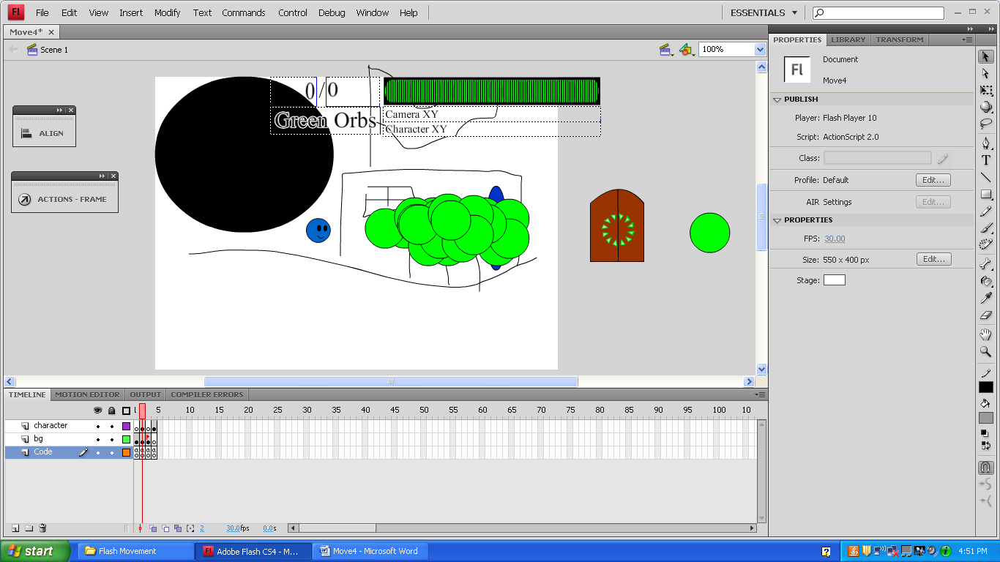 Fl File Edit View Insert Modify Text Commands Control Debug Window Help ESSENTIALS
Move4* ×
Scene 1 100%
0/0
Green Orbs
Camera XY
Character XY
ALIGN
ACTIONS - FRAME
PROPERTIES LIBRARY TRANSFORM
Fl
Document
Move4
PUBLISH
Player: Flash Player 10
Script: ActionScript 2.0
Class:
Profile: Default Edit...
AIR Settings Edit...
PROPERTIES
FPS: 30.00
Size: 550 x 400 px Edit...
Stage:
TIMELINE MOTION EDITOR OUTPUT COMPILER ERRORS
1 5 10 15 20 25 30 35 40 45 50 55 60 65 70 75 80 85 90 95 100 10
character
bg
Code
2 30.0fps 0.0s
start Flash Movement Adobe Flash CS4 - M... Move4 - Microsoft Word 4:51 PM